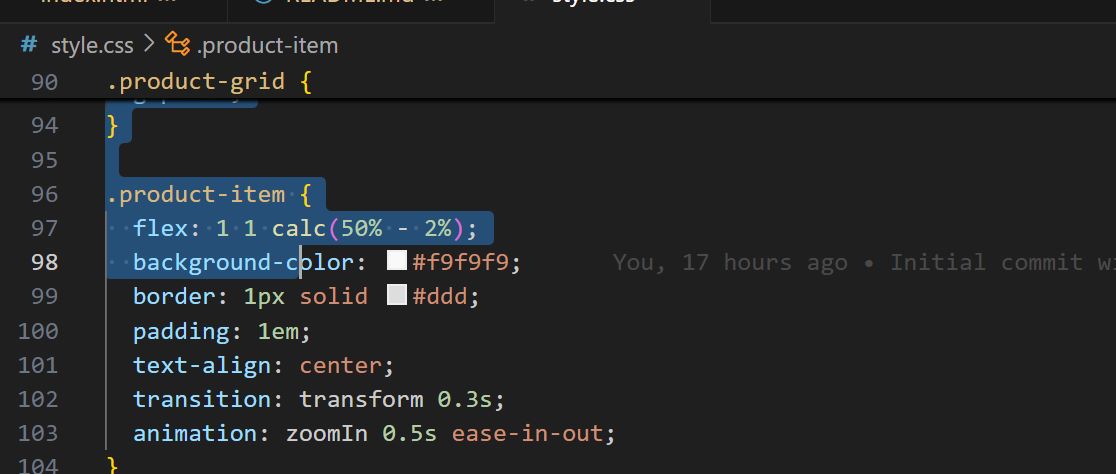 style.css
# style.css > .product-item
90 .product-grid {
94 }
95
96 .product-item {
97 flex: 1 1 calc(50% - 2%);
98 background-color: #f9f9f9; You, 17 hours ago • Initial commit
99 border: 1px solid #ddd;
100 padding: 1em;
101 text-align: center;
102 transition: transform 0.3s;
103 animation: zoomIn 0.5s ease-in-out;
104 }